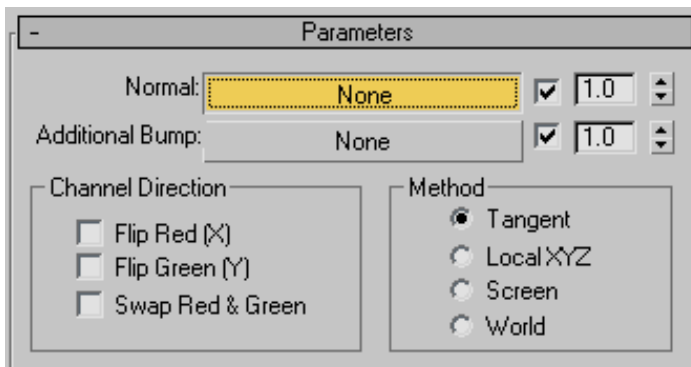 - Parameters
Normal: None 1.0
Additional Bump: None 1.0
Channel Direction
Flip Red (X)
Flip Green (Y)
Swap Red & Green
Method
Tangent
Local XYZ
Screen
World